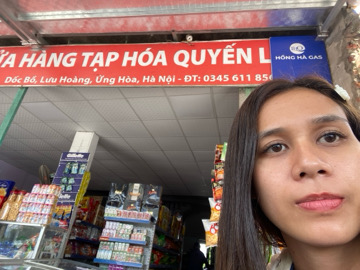 ỬA HÀNG TẠP HÓA QUYẾN L
Dốc Bồ, Lưu Hoàng, Ứng Hòa, Hà Nội - ĐT: 0345 611 856
HỒNG HÀ GAS